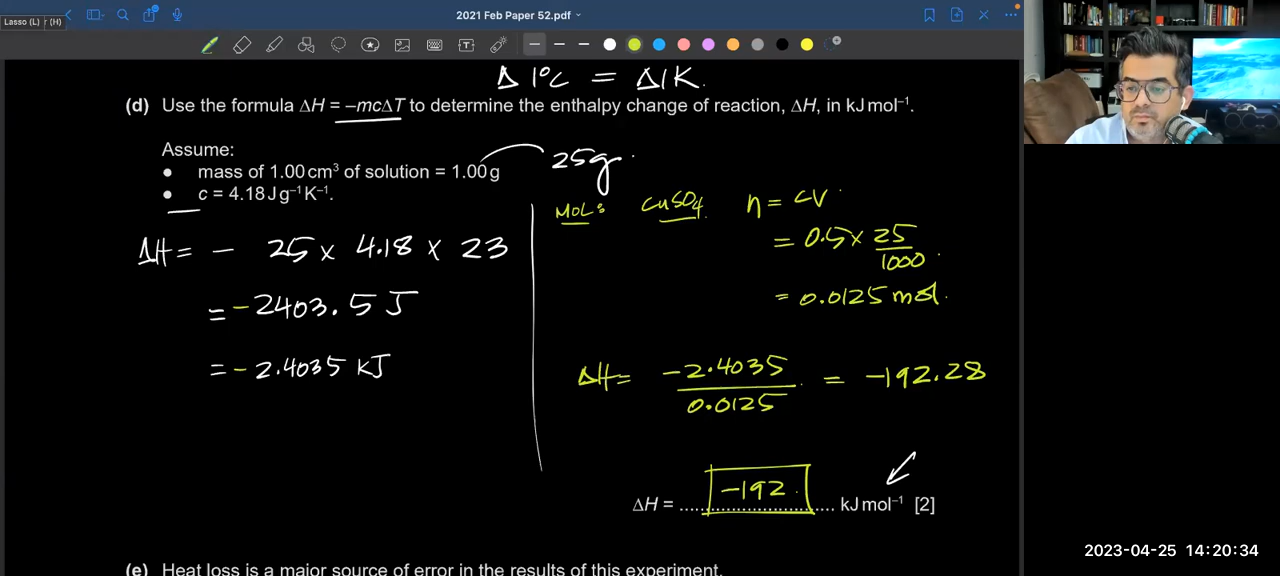 2021 Feb Paper 52.pdf
Lasso (L)
(H)
Δ 1°C = Δ1K.
(d) Use the formula ΔH = –mcΔT to determine the enthalpy change of reaction, ΔH, in kJ mol⁻¹.
Assume:
• mass of 1.00 cm³ of solution = 1.00 g
25g.
• c = 4.18 J g⁻¹ K⁻¹.
ΔH = – 25 × 4.18 × 23
= -2403.5 J
= -2.4035 kJ
MOL: CuSO₄ n = CV
= 0.5 × 25/1000
= 0.0125 mol.
ΔH = -2.4035/0.0125 = -192.28
ΔH = ..... -192 ..... kJ mol⁻¹ [2]
(e) Heat loss is a major source of error in the results of this experiment.
2023-04-25 14:20:34